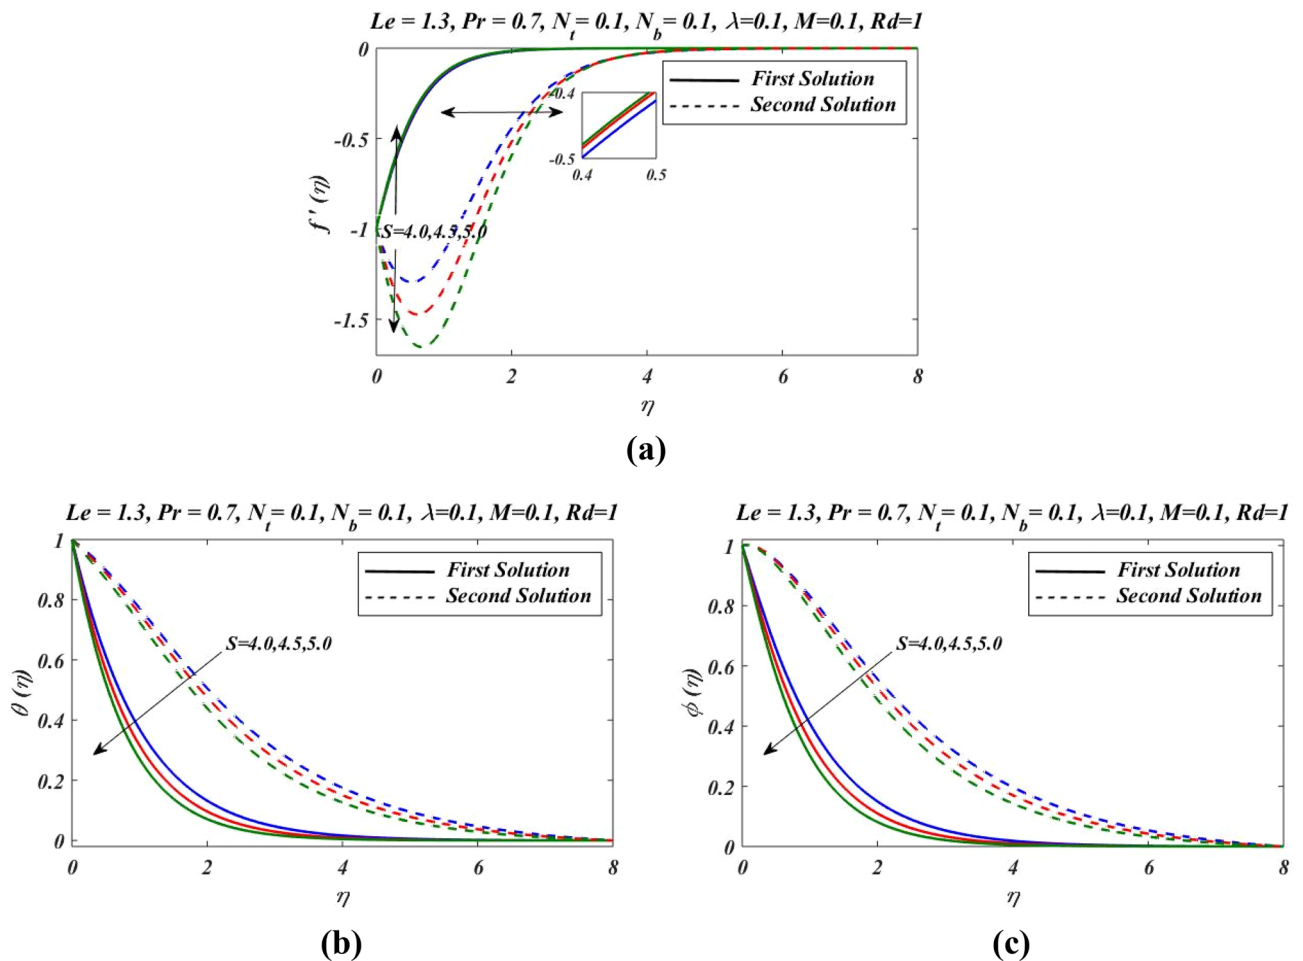 Le = 1.3, Pr = 0.7, N_t = 0.1, N_b = 0.1, λ=0.1, M=0.1, Rd=1
0
-0.5
-1
-1.5
f ' (η)
First Solution
Second Solution
-0.4
-0.5
0.4
0.5
S=4.0,4.5,5.0
0 2 4 6 8
η
(a)
Le = 1.3, Pr = 0.7, N_t = 0.1, N_b = 0.1, λ=0.1, M=0.1, Rd=1
1
0.8
0.6
0.4
0.2
0
θ (η)
First Solution
Second Solution
S=4.0,4.5,5.0
0 2 4 6 8
η
(b)
Le = 1.3, Pr = 0.7, N_t = 0.1, N_b = 0.1, λ=0.1, M=0.1, Rd=1
1
0.8
0.6
0.4
0.2
0
ϕ (η)
First Solution
Second Solution
S=4.0,4.5,5.0
0 2 4 6 8
η
(c)